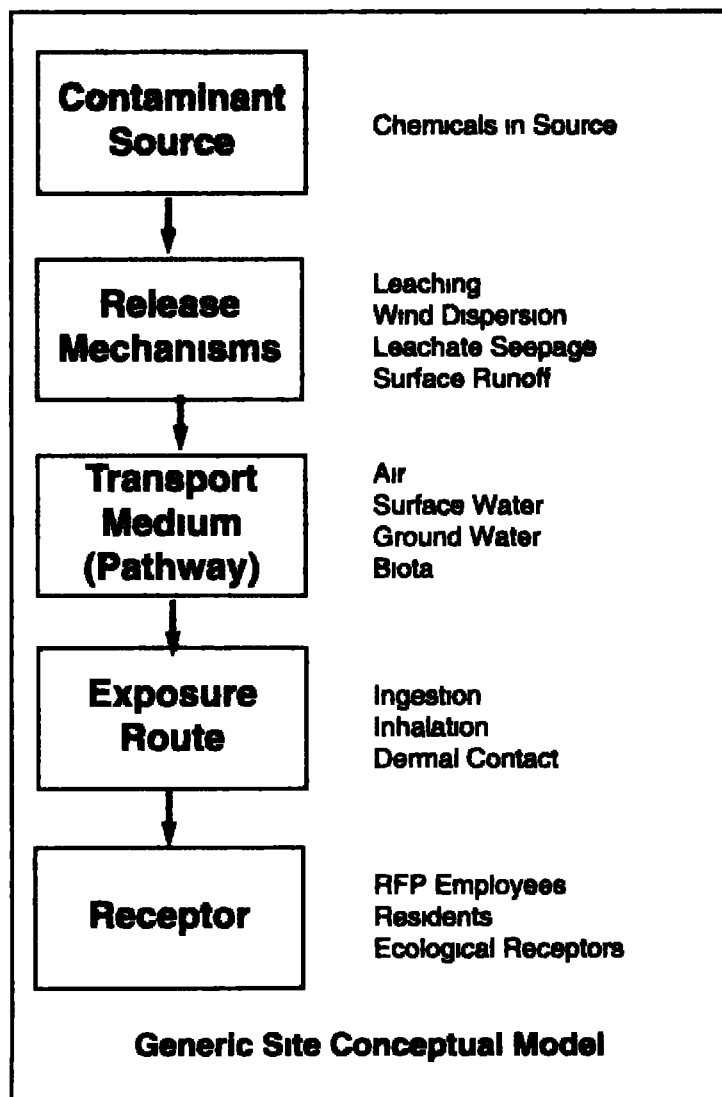 Contaminant
Source
Chemicals in Source
Release
Mechanisms
Leaching
Wind Dispersion
Leachate Seepage
Surface Runoff
Transport
Medium
(Pathway)
Air
Surface Water
Ground Water
Biota
Exposure
Route
Ingestion
Inhalation
Dermal Contact
Receptor
RFP Employees
Residents
Ecological Receptors
Generic Site Conceptual Model